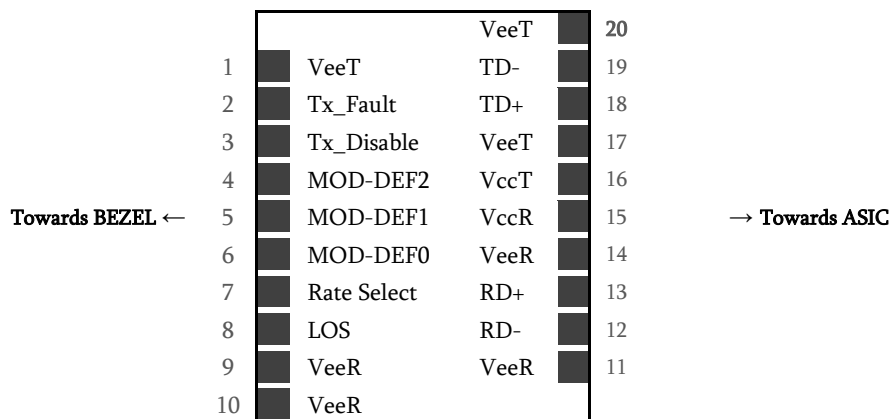 VeeT 20
1 VeeT TD- 19
2 Tx_Fault TD+ 18
3 Tx_Disable VeeT 17
4 MOD-DEF2 VccT 16
Towards BEZEL ← 5 MOD-DEF1 VccR 15 → Towards ASIC
6 MOD-DEF0 VeeR 14
7 Rate Select RD+ 13
8 LOS RD- 12
9 VeeR VeeR 11
10 VeeR